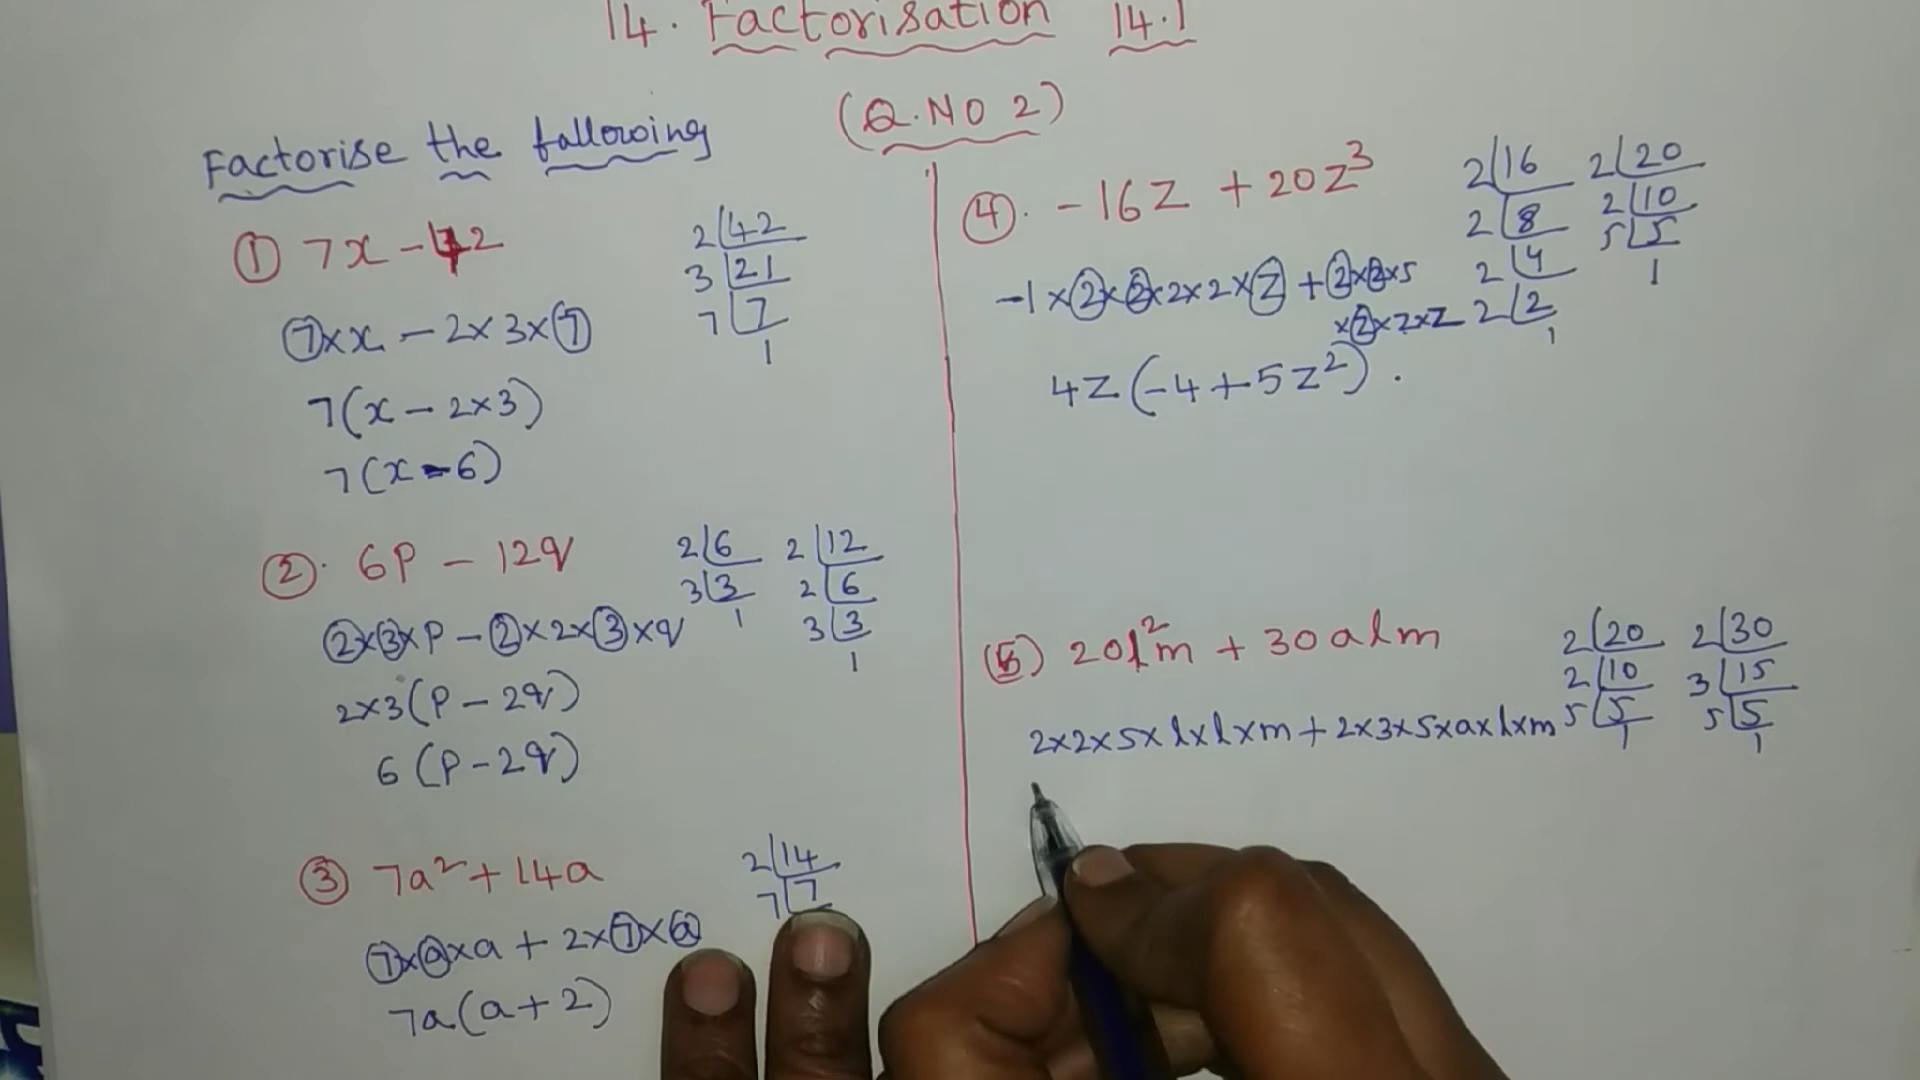 14. Factorisation 14.1
(Q.NO 2)
Factorise the following
① 7x - 42
7×x - 2×3×7
7(x - 2×3)
7(x-6)
2 42
3 21
7 7
1
②. 6p - 12q
2×3×p - 2×2×3×q
2×3(p - 2q)
6(p - 2q)
2 6
3 3
1
2 12
2 6
3 3
1
③ 7a²+14a
7×a×a + 2×7×a
7a(a+2)
2 14
7 7
④. -16z + 20z³
-1×2×2×2×2×z + 2×2×5
×z×z×z
4z(-4+5z²).
2 16
2 8
2 4
2 2
1
2 20
2 10
5 5
1
(5) 20l²m + 30alm
2×2×5×l×l×m + 2×3×5×a×l×m
2 20
2 10
5 5
1
2 30
3 15
5 5
1